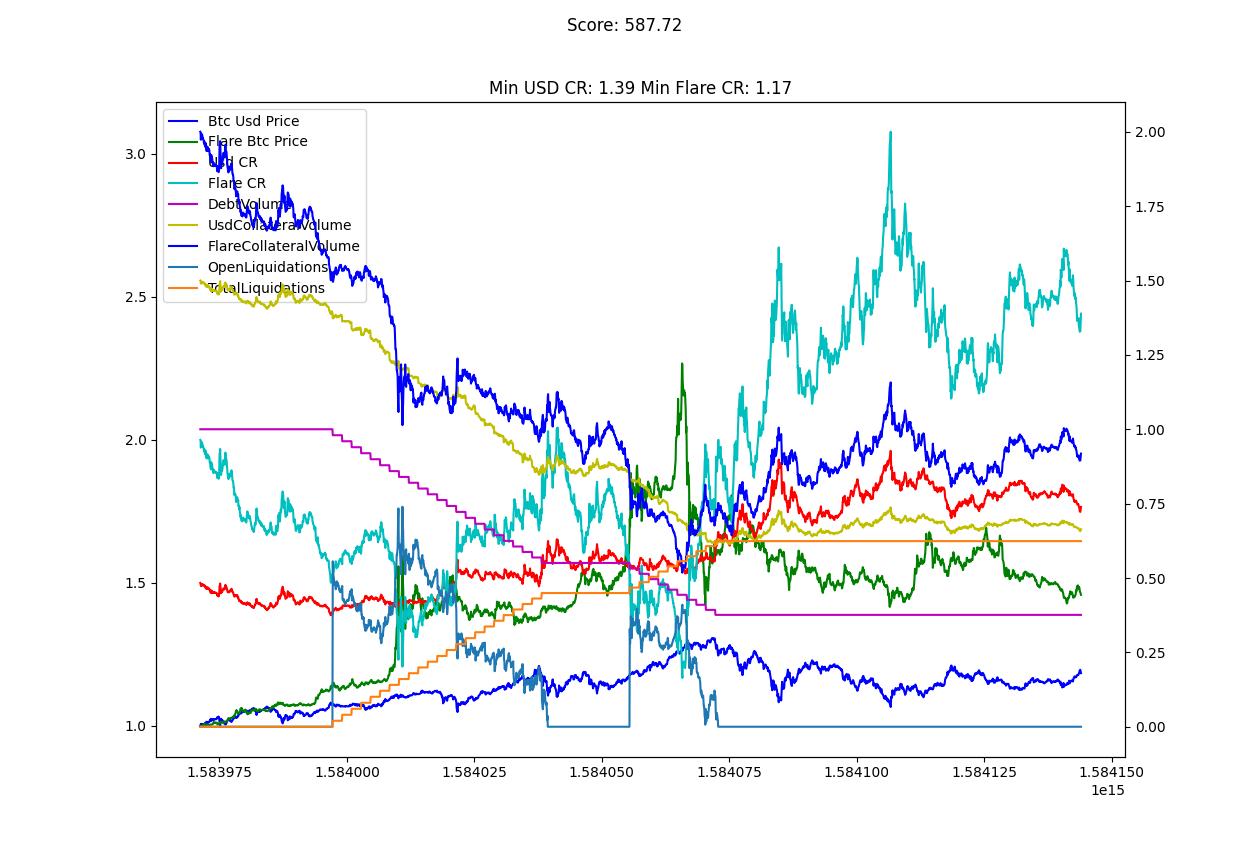 Score: 587.72
Min USD CR: 1.39 Min Flare CR: 1.17
Btc Usd Price
Flare Btc Price
Usd CR
Flare CR
DebtVolume
UsdCollateralVolume
FlareCollateralVolume
OpenLiquidations
TotalLiquidations
3.0
2.5
2.0
1.5
1.0
2.00
1.75
1.50
1.25
1.00
0.75
0.50
0.25
0.00
1.583975
1.584000
1.584025
1.584050
1.584075
1.584100
1.584125
1.584150
1e15